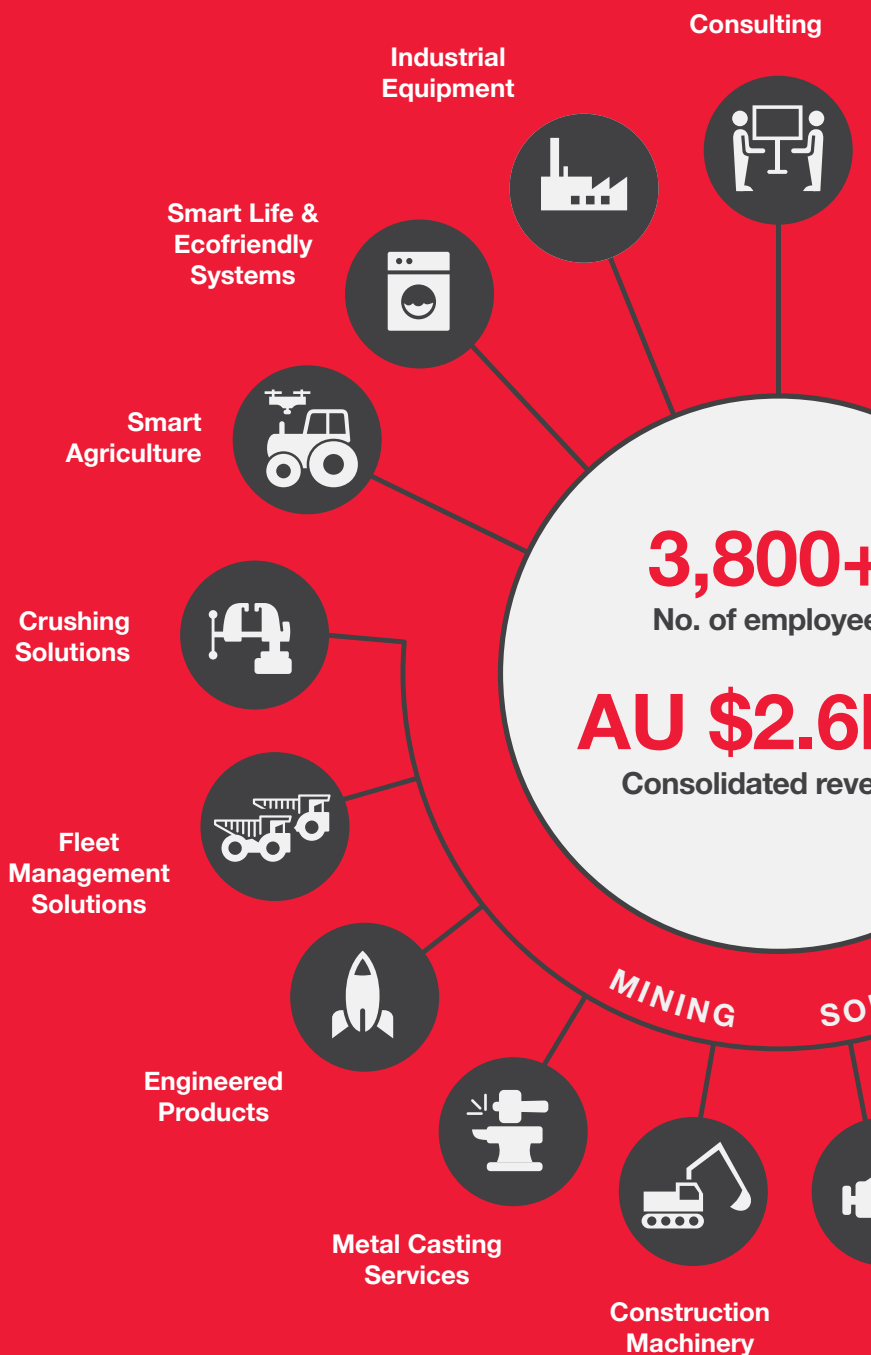 Consulting
Industrial
Equipment
Smart Life &
Ecofriendly
Systems
Smart
Agriculture
Crushing
Solutions
Fleet
Management
Solutions
Engineered
Products
Metal Casting
Services
Construction
Machinery
3,800+
No. of employee
AU $2.6
Consolidated reve
MINING SO